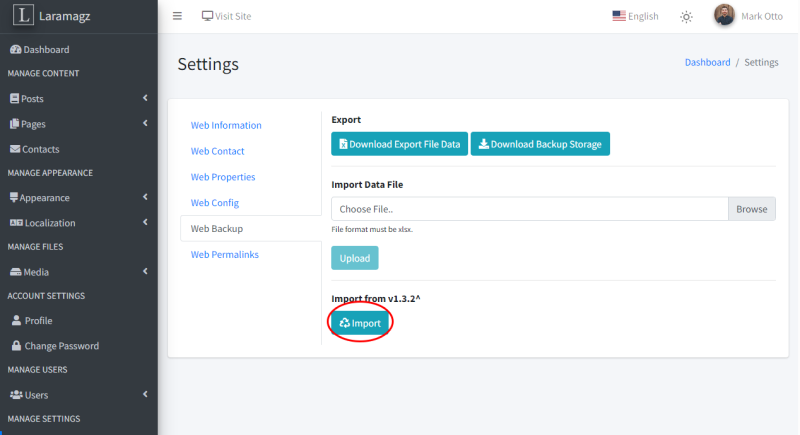 L Laramagz
Visit Site
English
Mark Otto
Dashboard
MANAGE CONTENT
Posts
Pages
Contacts
MANAGE APPEARANCE
Appearance
Localization
MANAGE FILES
Media
ACCOUNT SETTINGS
Profile
Change Password
MANAGE USERS
Users
MANAGE SETTINGS
Settings
Dashboard / Settings
Web Information
Web Contact
Web Properties
Web Config
Web Backup
Web Permalinks
Export
Download Export File Data
Download Backup Storage
Import Data File
Choose File..
Browse
File format must be xlsx.
Upload
Import from v1.3.2^
Import